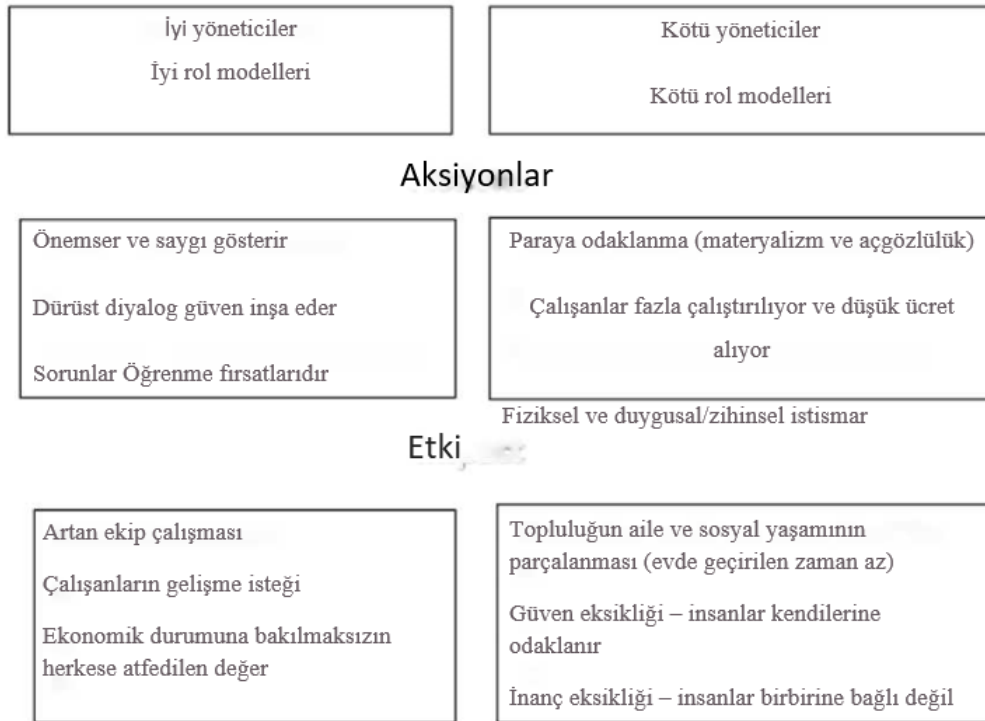 İyi yöneticiler
İyi rol modelleri
Kötü yöneticiler
Kötü rol modelleri
Aksiyonlar
Önemser ve saygı gösterir
Dürüst diyalog güven inşa eder
Sorunlar Öğrenme fırsatlarıdır
Paraya odaklanma (materyalizm ve açgözlülük)
Çalışanlar fazla çalıştırılıyor ve düşük ücret
alıyor
Fiziksel ve duygusal/zihinsel istismar
Etki
Artan ekip çalışması
Çalışanların gelişme isteği
Ekonomik durumuna bakılmaksızın
herkese atfedilen değer
Topluluğun aile ve sosyal yaşamının
parçalanması (evde geçirilen zaman az)
Güven eksikliği – insanlar kendilerine
odaklanır
İnanç eksikliği – insanlar birbirine bağlı değil